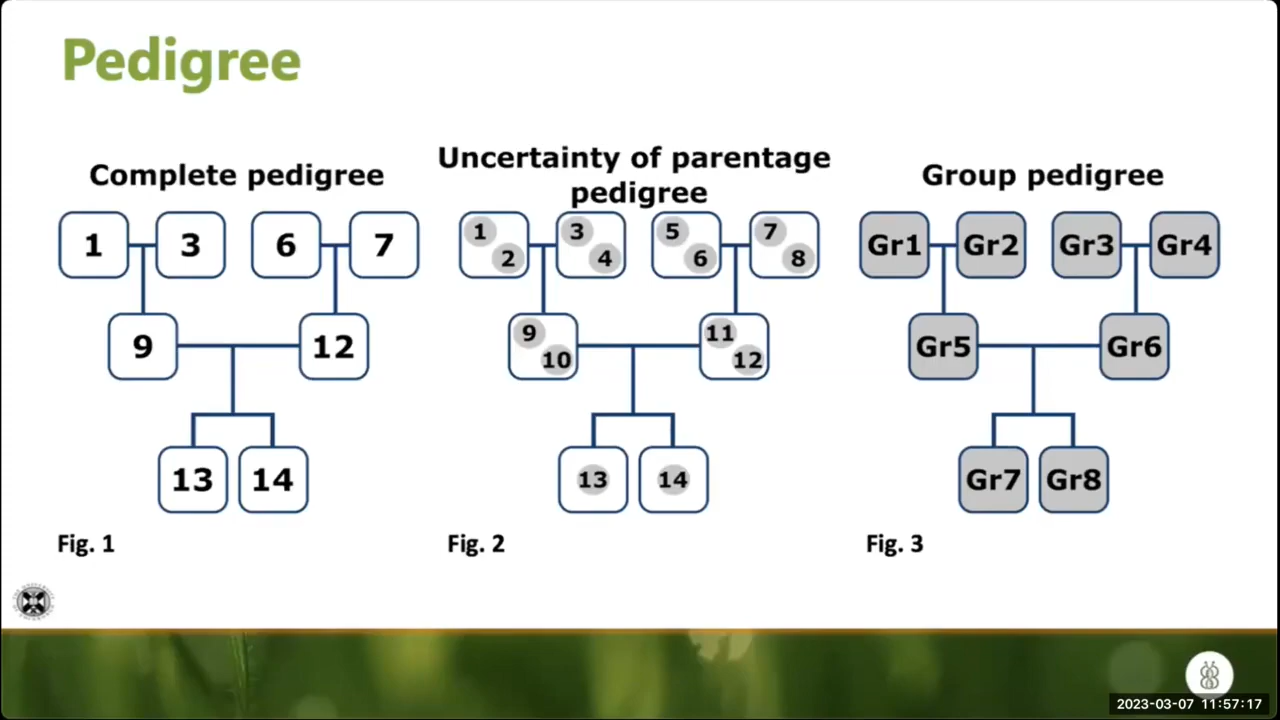 Pedigree
Complete pedigree
Uncertainty of parentage
pedigree
Group pedigree
1 3 6 7
1 2 3 4 5 6 7 8
Gr1 Gr2 Gr3 Gr4
9 12
9 10 11 12
Gr5 Gr6
13 14
13 14
Gr7 Gr8
Fig. 1
Fig. 2
Fig. 3
2023-03-07 11:57:17